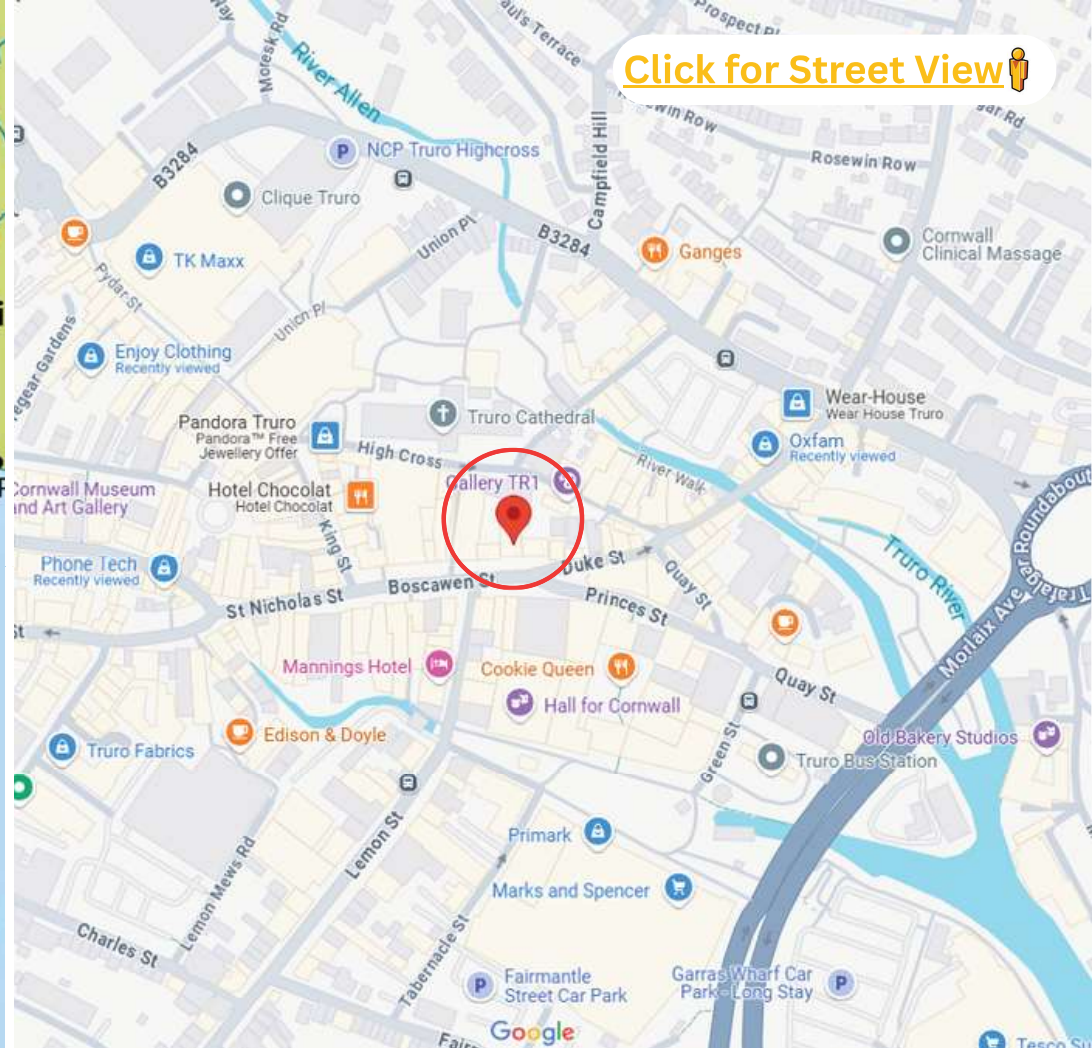 Prospect Pl
Click for Street View
Moresk Rd
River Allen
Campfield Hill
Rosewin Row
NCP Truro Highcross
B3284
Clique Truro
Union Pl
B3284
Ganges
Cornwall
Clinical Massage
TK Maxx
Pydar St
Union Pl
Enjoy Clothing
Recently viewed
Pandora Truro
Pandora™ Free
Jewellery Offer
Truro Cathedral
Wear-House
Wear House Truro
Oxfam
Recently viewed
High Cross
River Walk
Gallery TR1
Cornwall Museum
and Art Gallery
Hotel Chocolat
Hotel Chocolat
King St
Phone Tech
Recently viewed
Boscawen St
Duke St
Quay St
Truro River
St Nicholas St
Princes St
Morlaix Ave
Mannings Hotel
Cookie Queen
Quay St
Hall for Cornwall
Truro Fabrics
Edison & Doyle
Green St
Old Bakery Studios
Truro Bus Station
Lemon St
Primark
Lemon Mews Rd
Marks and Spencer
Charles St
Tabernacle St
Fairmantle
Street Car Park
Garras Wharf Car
Park - Long Stay
Google